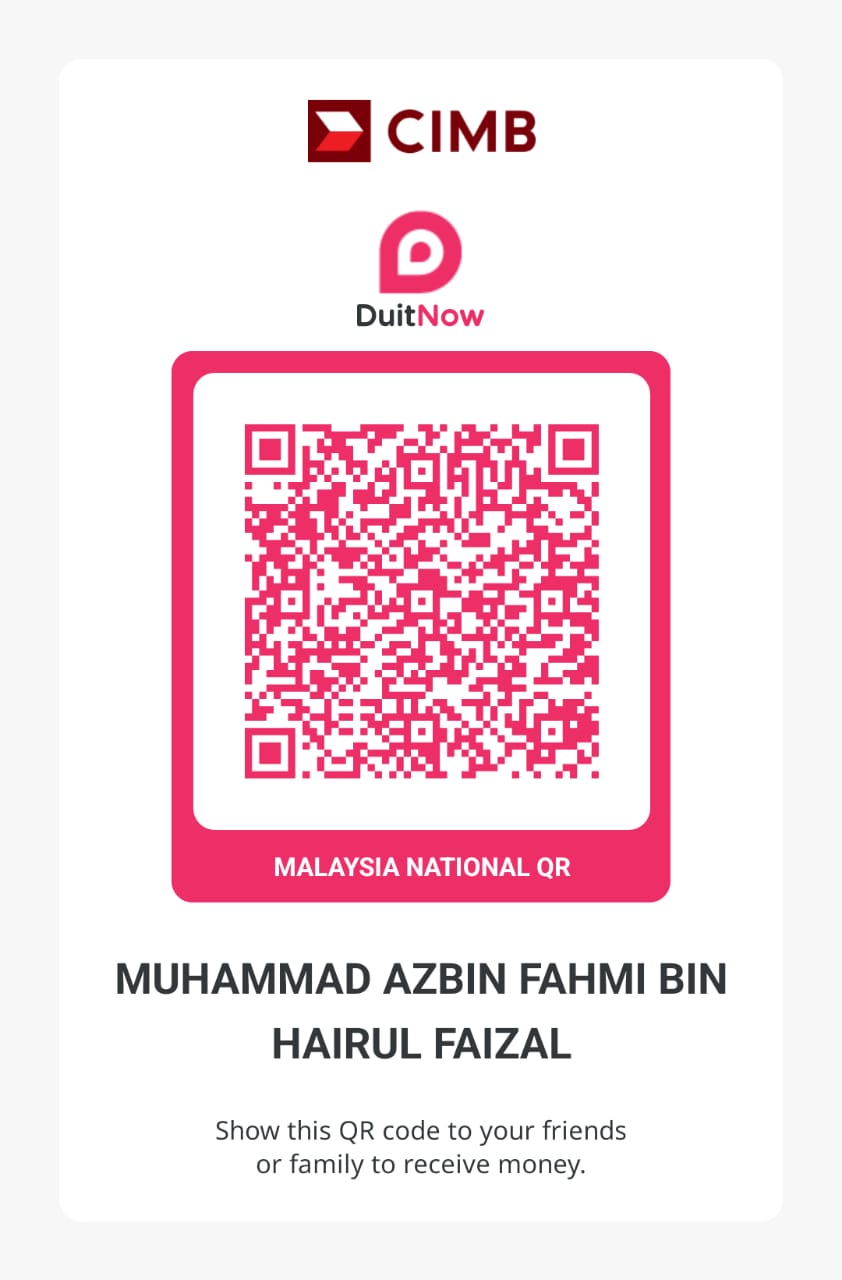 CIMB
DuitNow
MALAYSIA NATIONAL QR
MUHAMMAD AZBIN FAHMI BIN
HAIRUL FAIZAL
Show this QR code to your friends
or family to receive money.